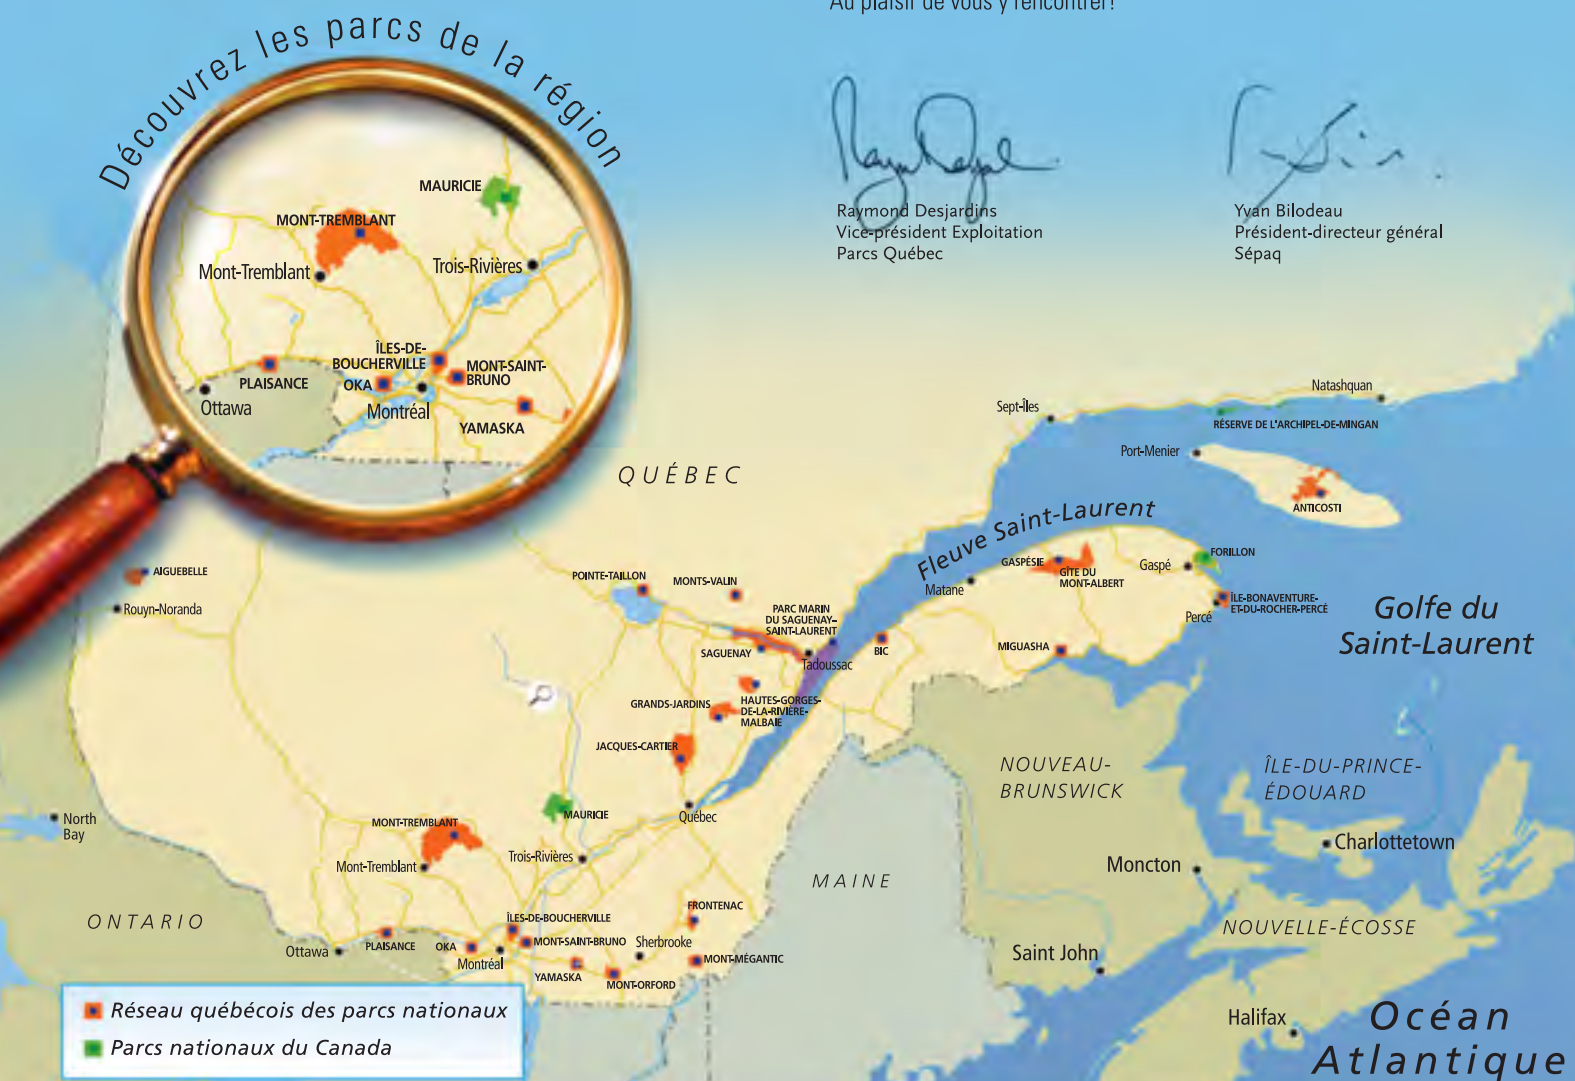 Au plaisir de vous y rencontrer!
Découvrez les parcs de la région
Raymond Desjardins
Vice-président Exploitation
Parcs Québec
Yvan Bilodeau
Président-directeur général
Sépaq
MAURICIE
MONT-TREMBLANT
Mont-Tremblant
Trois-Rivières
ÎLES-DE-
BOUCHERVILLE
MONT-SAINT-
BRUNO
PLAISANCE
OKA
Ottawa
Montréal
YAMASKA
QUÉBEC
Natashquan
Sept-Îles
RÉSERVE DE L'ARCHIPEL-DE-MINGAN
Port-Menier
ANTICOSTI
Fleuve Saint-Laurent
GASPÉSIE
GÎTE DU
MONT-ALBERT
Gaspé
FORILLON
Matane
ÎLE-BONAVENTURE-
ET-DU-ROCHER-PERCÉ
Percé
Golfe du
Saint-Laurent
AIGUEBELLE
Rouyn-Noranda
POINTE-TAILLON
MONTS-VALIN
PARC MARIN
DU SAGUENAY–
SAINT-LAURENT
SAGUENAY
Tadoussac
BIC
MIGUASHA
GRANDS-JARDINS
HAUTES-GORGES-
DE-LA-RIVIÈRE-
MALBAIE
JACQUES-CARTIER
NOUVEAU-
BRUNSWICK
ÎLE-DU-PRINCE-
ÉDOUARD
North
Bay
MONT-TREMBLANT
MAURICIE
Québec
Mont-Tremblant
Trois-Rivières
Charlottetown
Moncton
MAINE
ONTARIO
FRONTENAC
ÎLES-DE-BOUCHERVILLE
NOUVELLE-ÉCOSSE
Ottawa
PLAISANCE
OKA
MONT-SAINT-BRUNO
Sherbrooke
Montréal
MONT-MÉGANTIC
YAMASKA
MONT-ORFORD
Saint John
Réseau québécois des parcs nationaux
Parcs nationaux du Canada
Halifax
Océan
Atlantique